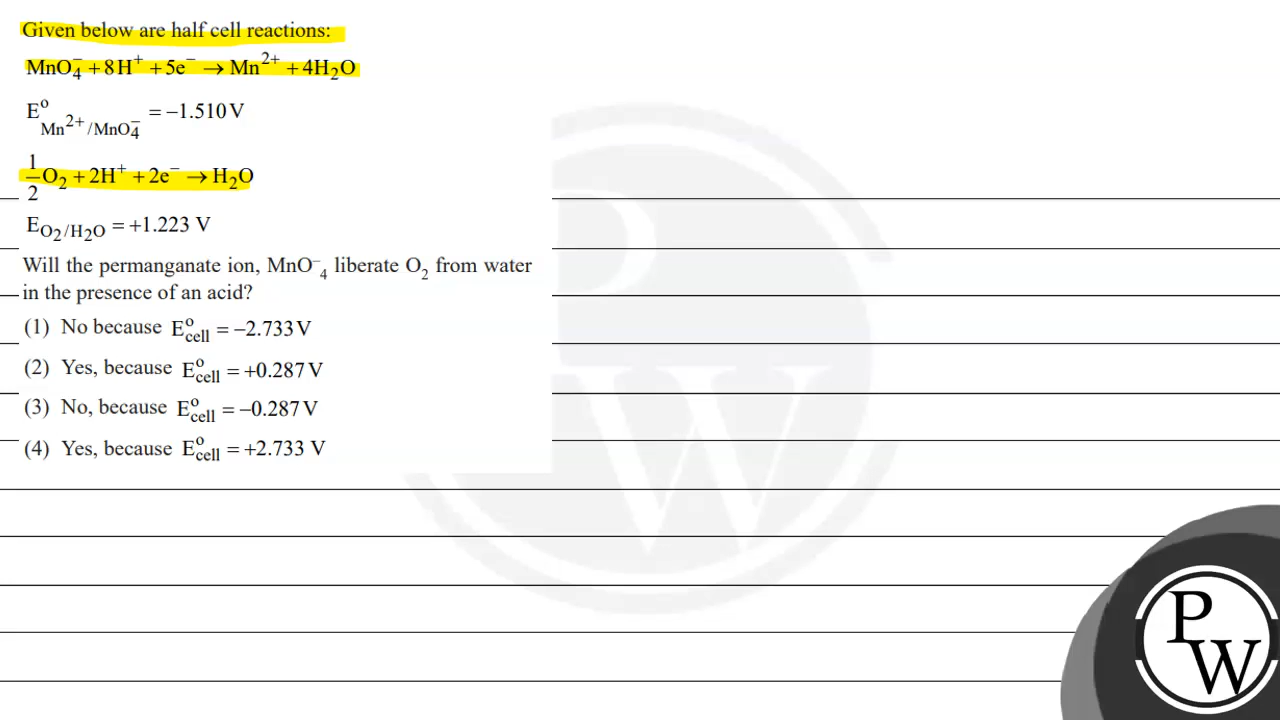 Given below are half cell reactions:
MnO₄⁻ + 8H⁺ + 5e⁻ → Mn²⁺ + 4H₂O
E°Mn²⁺/MnO₄⁻ = −1.510 V
1/2 O₂ + 2H⁺ + 2e⁻ → H₂O
E O₂/H₂O = +1.223 V
Will the permanganate ion, MnO⁻₄ liberate O₂ from water
in the presence of an acid?
(1) No because E°cell = −2.733 V
(2) Yes, because E°cell = +0.287 V
(3) No, because E°cell = −0.287 V
(4) Yes, because E°cell = +2.733 V
P
W
P
W